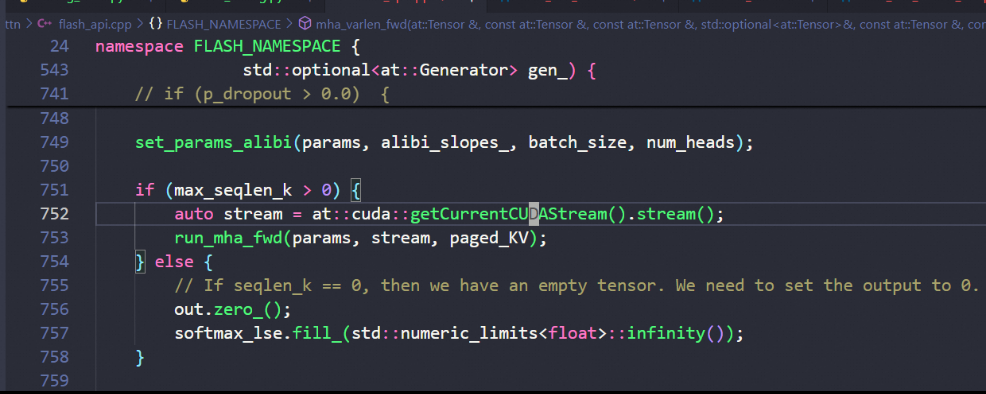 ttn > C++ flash_api.cpp > {} FLASH_NAMESPACE > mha_varlen_fwd(at::Tensor &, const at::Tensor &, const at::Tensor &, std::optional<at::Tensor> &, const at::Tensor &, con
24 namespace FLASH_NAMESPACE {
543 std::optional<at::Generator> gen_) {
741 // if (p_dropout > 0.0)  {
748
749 set_params_alibi(params, alibi_slopes_, batch_size, num_heads);
750
751 if (max_seqlen_k > 0) {
752 auto stream = at::cuda::getCurrentCUDAStream().stream();
753 run_mha_fwd(params, stream, paged_KV);
754 } else {
755 // If seqlen_k == 0, then we have an empty tensor. We need to set the output to 0.
756 out.zero_();
757 softmax_lse.fill_(std::numeric_limits<float>::infinity());
758 }
759